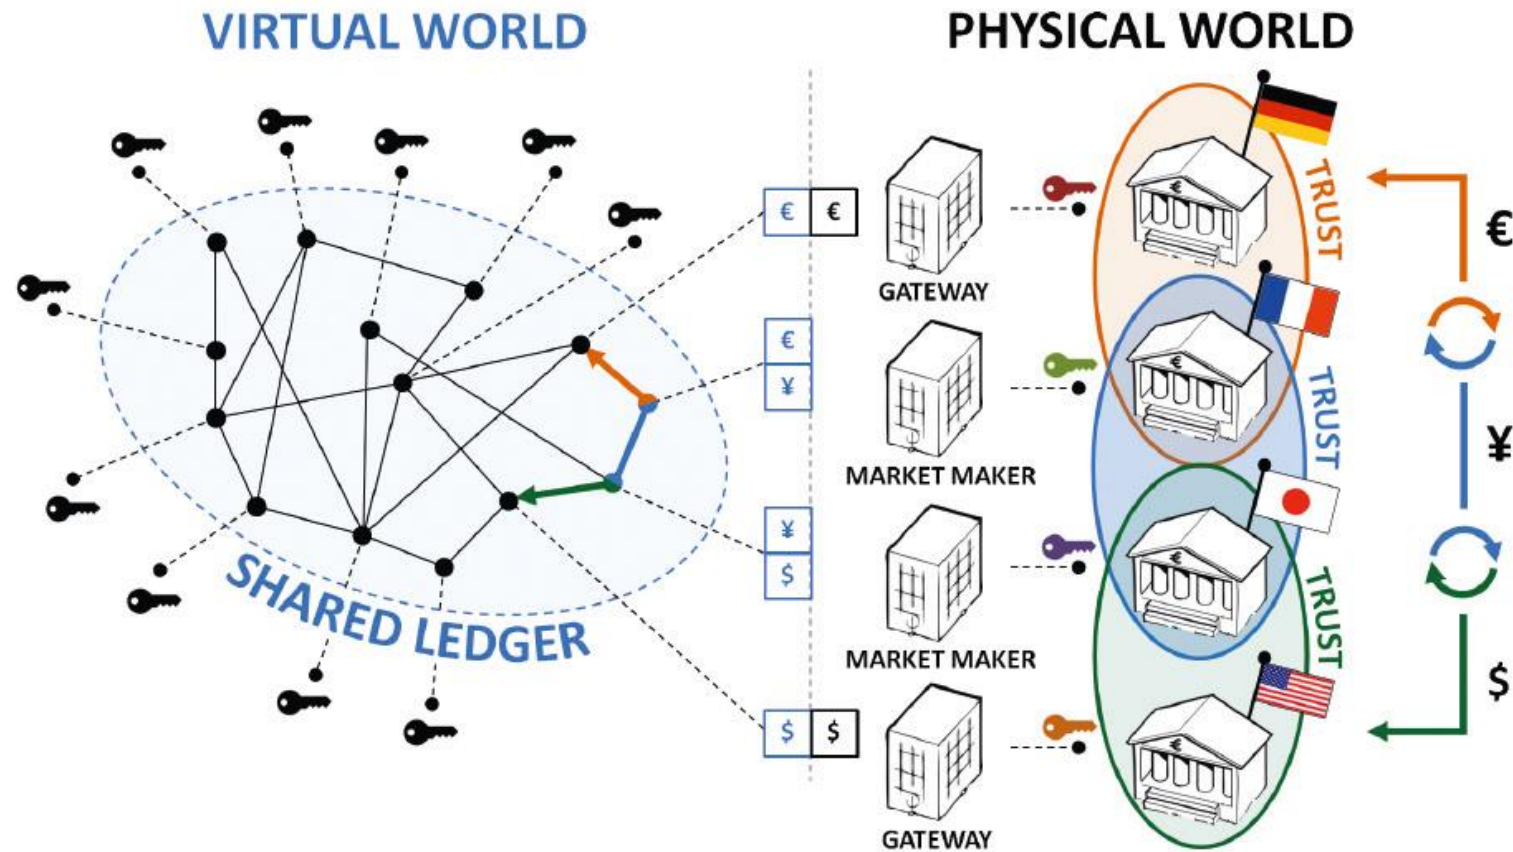 VIRTUAL WORLD
PHYSICAL WORLD
SHARED LEDGER
€ €
€
¥
¥
$
$ $
GATEWAY
MARKET MAKER
MARKET MAKER
GATEWAY
€
€
€
€
TRUST
TRUST
TRUST
€
¥
$